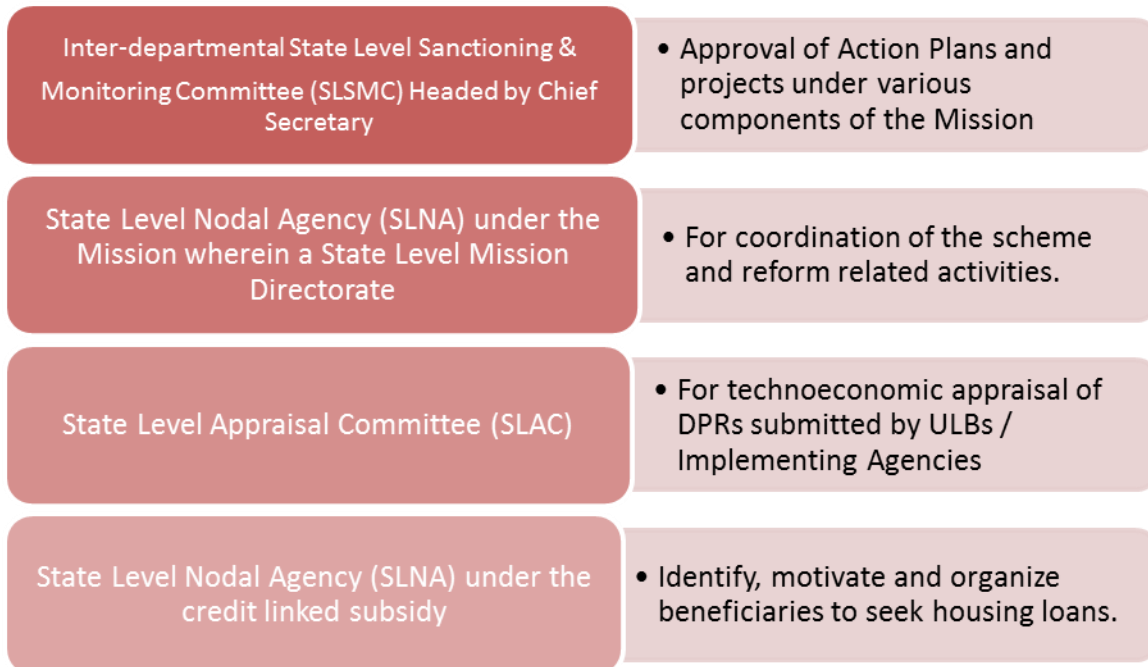 Inter-departmental State Level Sanctioning &
Monitoring Committee (SLSMC) Headed by Chief
Secretary
• Approval of Action Plans and
projects under various
components of the Mission
State Level Nodal Agency (SLNA) under the
Mission wherein a State Level Mission
Directorate
• For coordination of the scheme
and reform related activities.
State Level Appraisal Committee (SLAC)
• For technoeconomic appraisal of
DPRs submitted by ULBs /
Implementing Agencies
State Level Nodal Agency (SLNA) under the
credit linked subsidy
• Identify, motivate and organize
beneficiaries to seek housing loans.